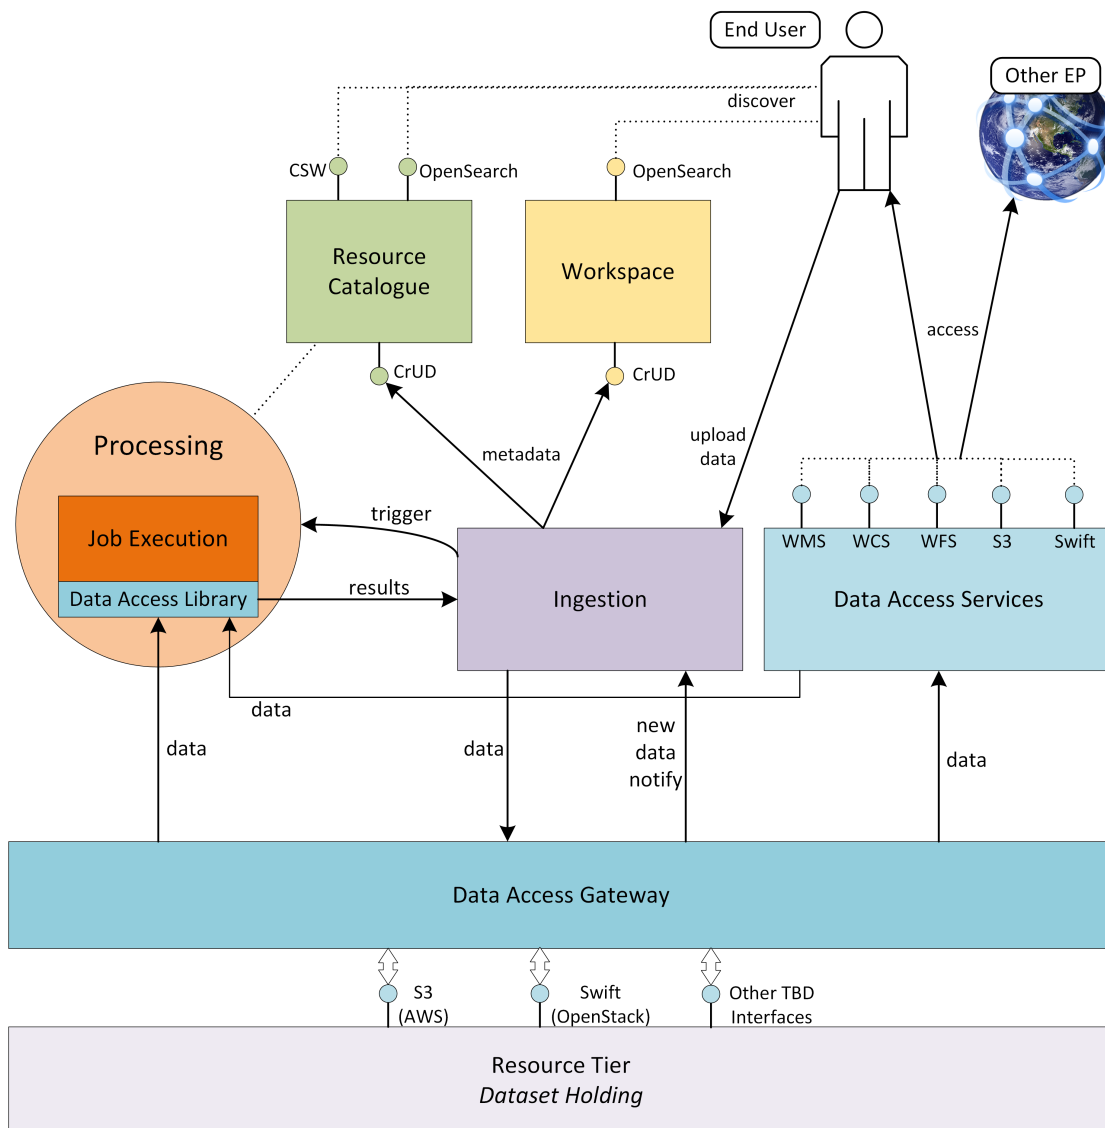 End User
Other EP
discover
CSW
OpenSearch
OpenSearch
Resource
Catalogue
Workspace
access
CrUD
CrUD
Processing
upload
data
metadata
trigger
Job Execution
WMS
WCS
WFS
S3
Swift
results
Data Access Library
Ingestion
Data Access Services
data
new
data
notify
data
data
data
Data Access Gateway
S3
(AWS)
Swift
(OpenStack)
Other TBD
Interfaces
Resource Tier
Dataset Holding